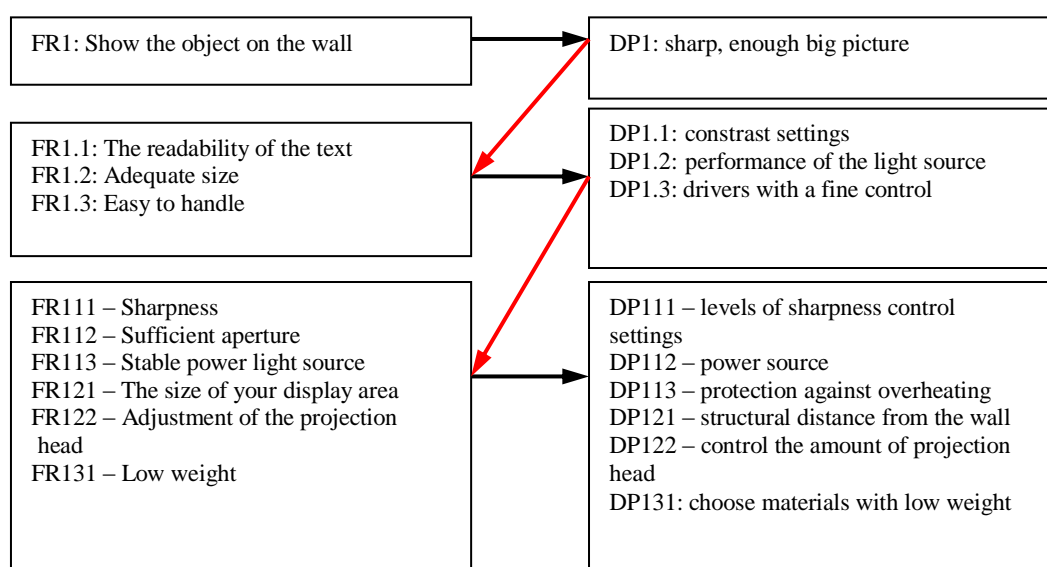 FR1: Show the object on the wall
DP1: sharp, enough big picture
FR1.1: The readability of the text
FR1.2: Adequate size
FR1.3: Easy to handle
DP1.1: constrast settings
DP1.2: performance of the light source
DP1.3: drivers with a fine control
FR111 – Sharpness
FR112 – Sufficient aperture
FR113 – Stable power light source
FR121 – The size of your display area
FR122 – Adjustment of the projection
head
FR131 – Low weight
DP111 – levels of sharpness control
settings
DP112 – power source
DP113 – protection against overheating
DP121 – structural distance from the wall
DP122 – control the amount of projection
head
DP131: choose materials with low weight